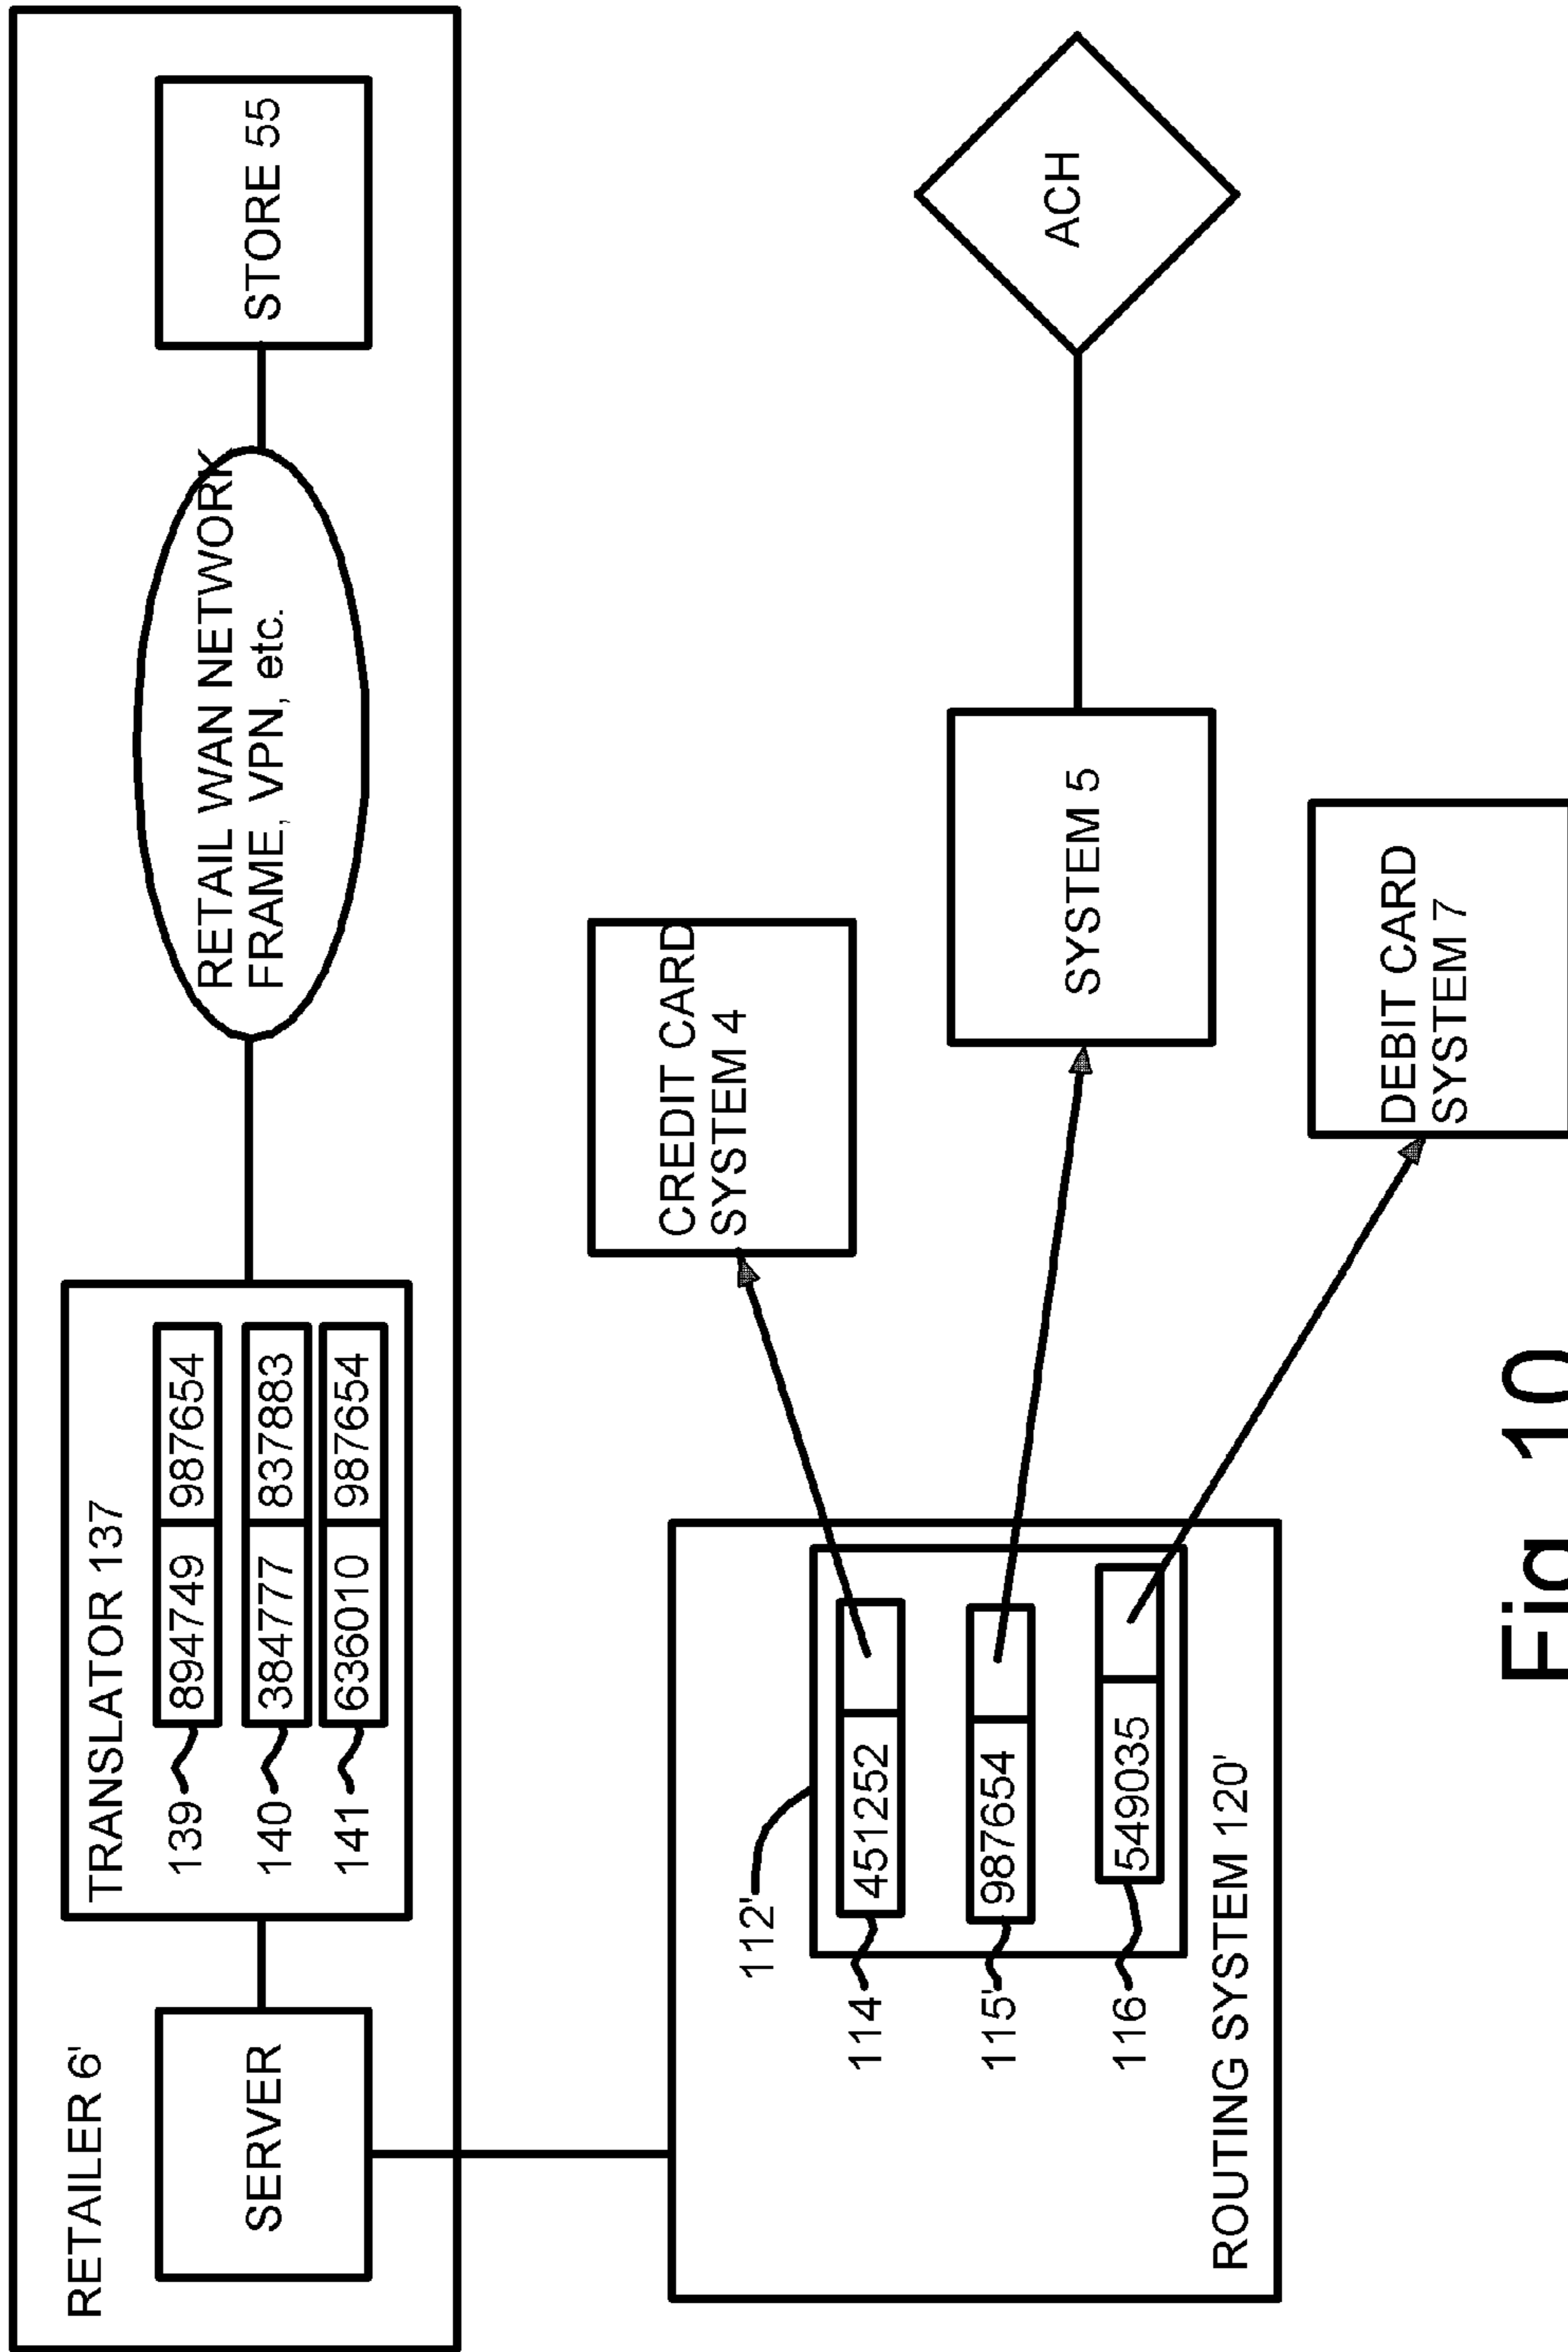 RETAILER 6'
SERVER
TRANSLATOR 137
139
894749 987654
140
384777 837883
141
636010 987654
RETAIL WAN NETWORK
FRAME, VPN, etc.
STORE 55
112'
114
451252
115'
987654
116
549035
ROUTING SYSTEM 120'
CREDIT CARD
SYSTEM 4
SYSTEM 5
ACH
DEBIT CARD
SYSTEM 7
Fig 10